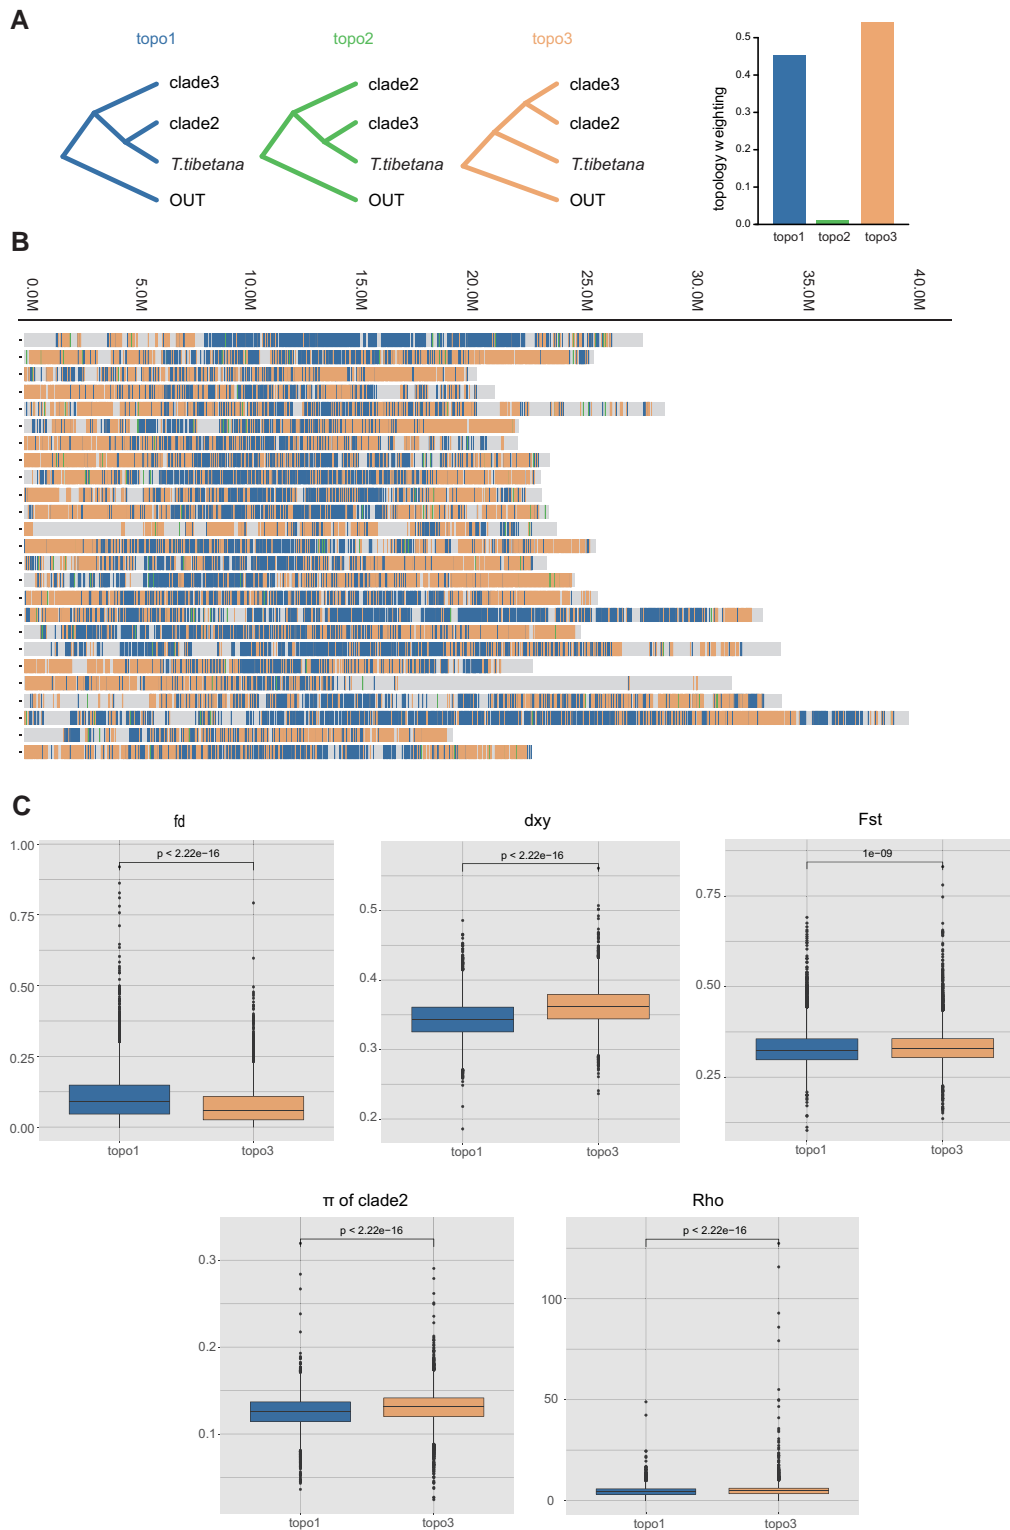 A
topo1 topo2 topo3
clade3 clade2 clade3
clade2 clade3 clade2
T.tibetana T.tibetana T.tibetana
OUT OUT OUT
topology weighting
0.5
0.4
0.3
0.2
0.1
0.0
topo1 topo2 topo3
B
0.0M 5.0M 10.0M 15.0M 20.0M 25.0M 30.0M 35.0M 40.0M
C
fd
p < 2.22e−16
1.00
0.75
0.50
0.25
0.00
topo1 topo3
dxy
p < 2.22e−16
0.5
0.4
0.3
0.2
topo1 topo3
Fst
1e−09
0.75
0.50
0.25
topo1 topo3
π of clade2
p < 2.22e−16
0.3
0.2
0.1
topo1 topo3
Rho
p < 2.22e−16
100
50
0
topo1 topo3